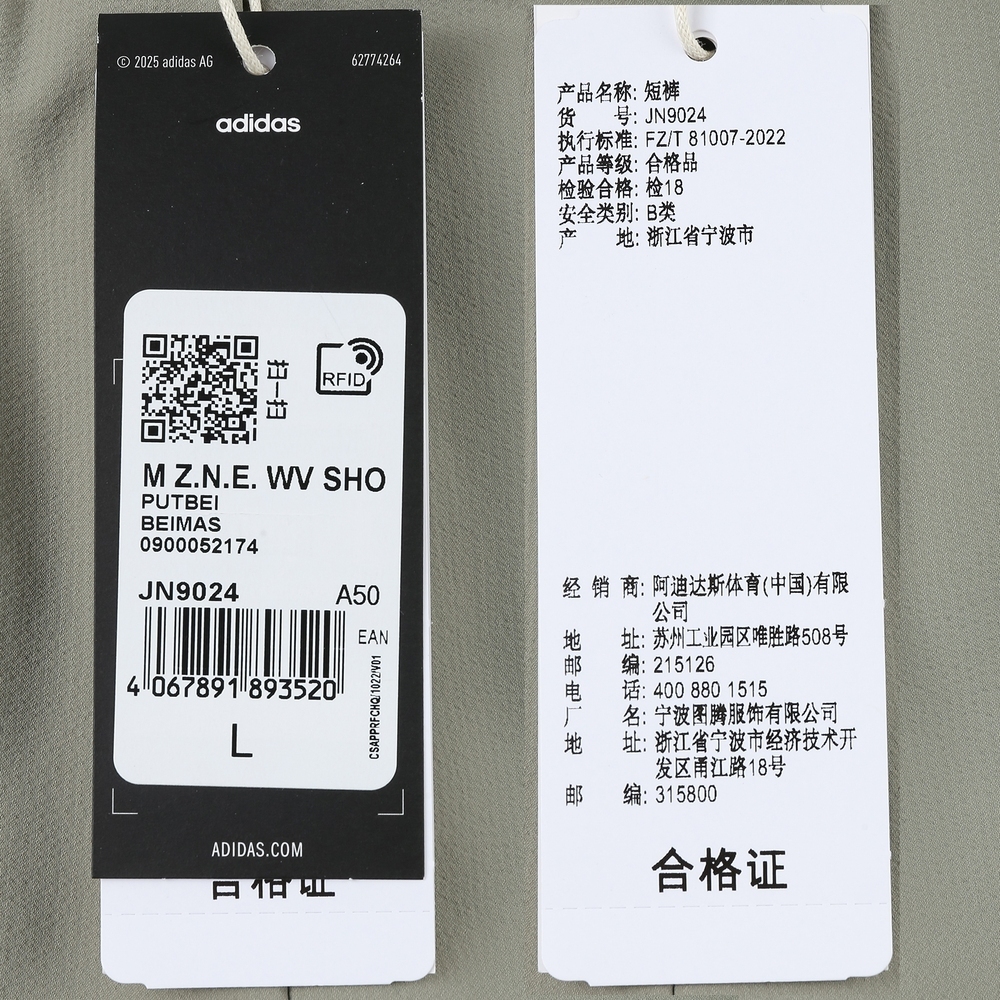 © 2025 adidas AG
62774264
adidas
扫一扫
RFID
M Z.N.E. WV SHO
PUTBEI
BEIMAS
0900052174
JN9024
A50
EAN
4 067891 893520
CSAPPRFCHQ/1022/V01
L
ADIDAS.COM
合格证
产品名称: 短裤
货 号: JN9024
执行标准: FZ/T 81007-2022
产品等级: 合格品
检验合格: 检18
安全类别: B类
产 地: 浙江省宁波市
经 销 商: 阿迪达斯体育(中国)有限
公司
地 址: 苏州工业园区唯胜路508号
邮 编: 215126
电 话: 400 880 1515
厂 名: 宁波图腾服饰有限公司
地 址: 浙江省宁波市经济技术开
发区甬江路18号
邮 编: 315800
合格证